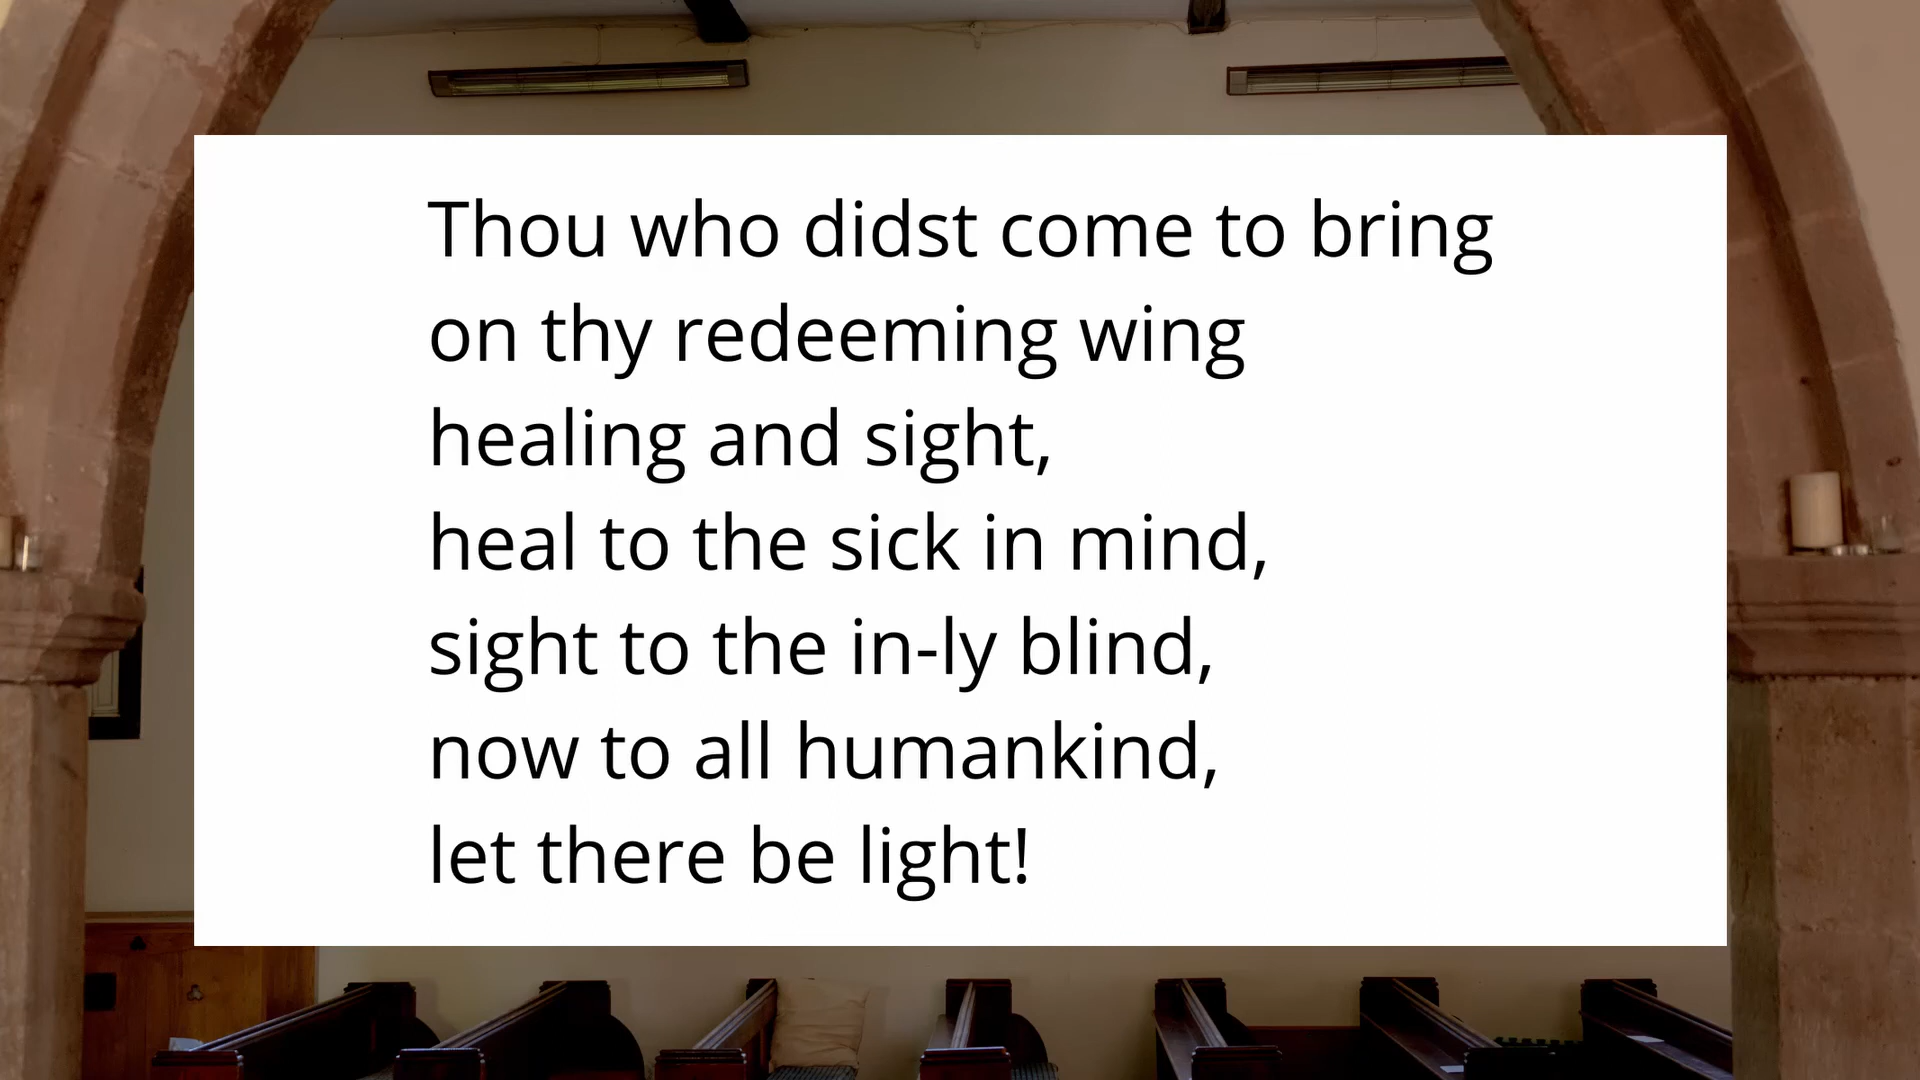 Thou who didst come to bring
on thy redeeming wing
healing and sight,
heal to the sick in mind,
sight to the in-ly blind,
now to all humankind,
let there be light!